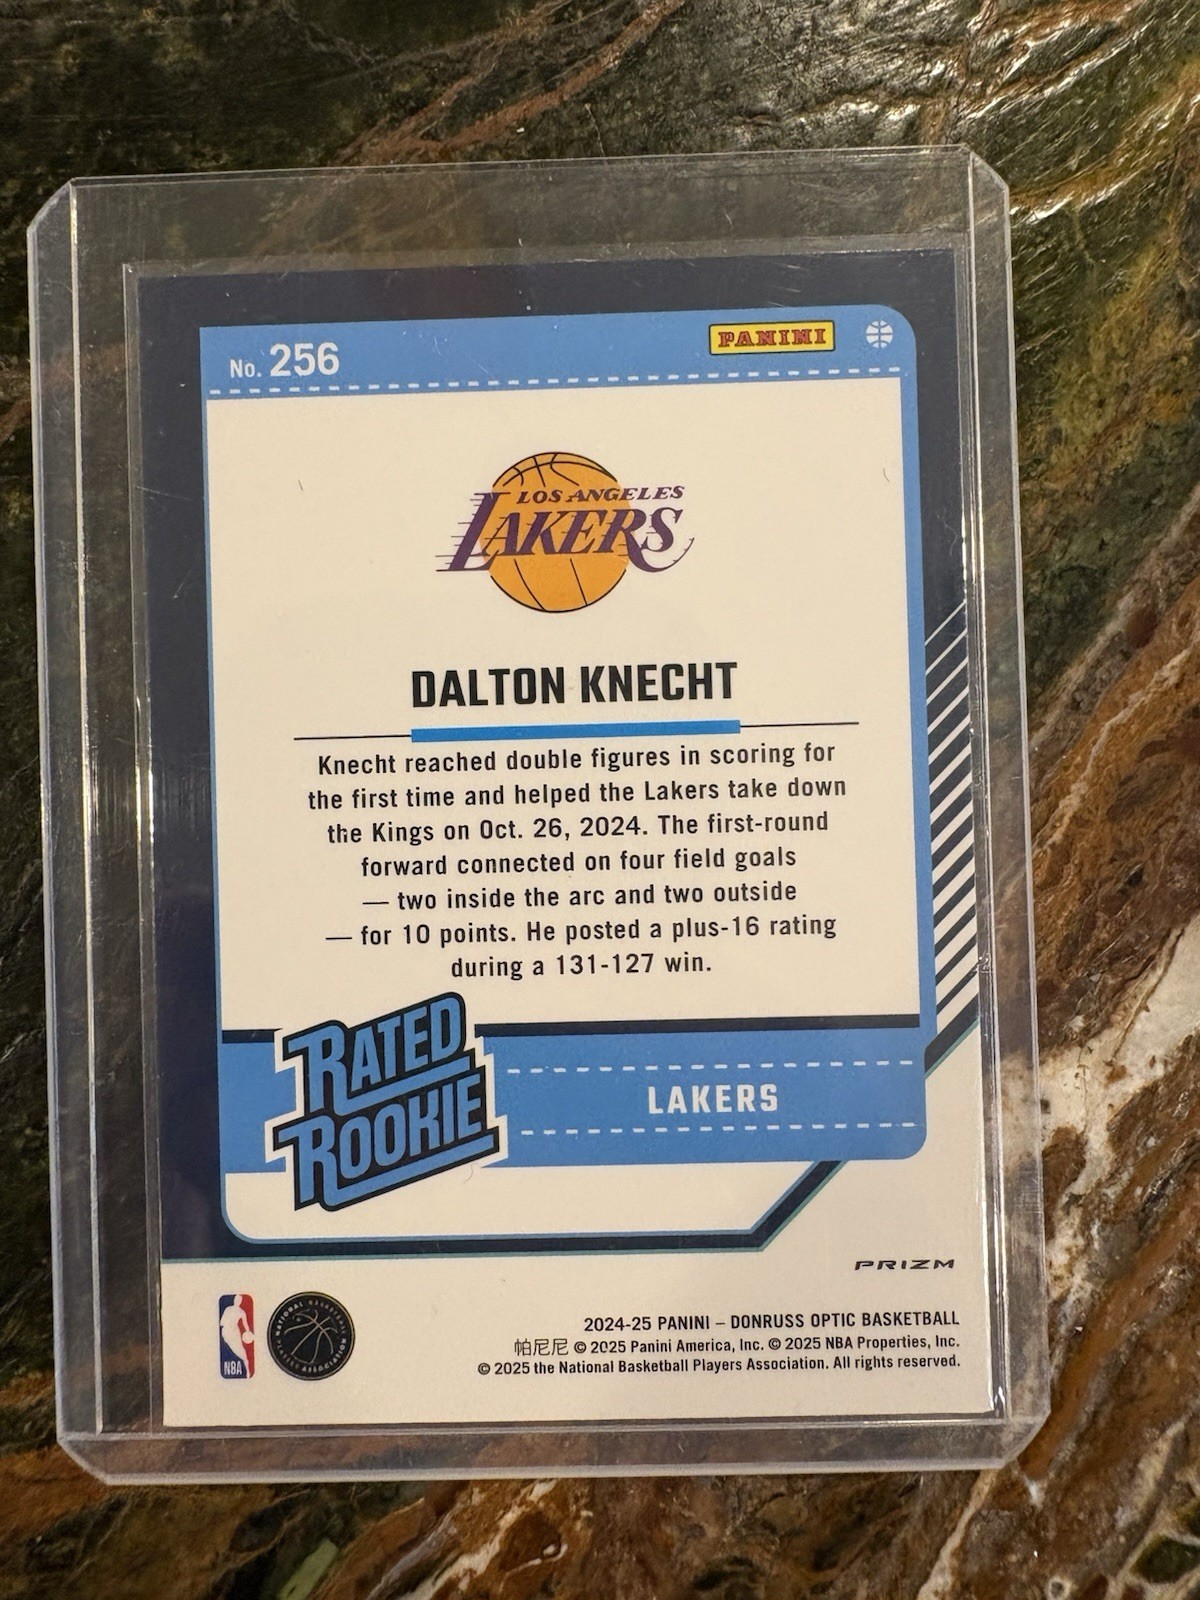 No. 256
PANINI
LOS ANGELES
LAKERS
DALTON KNECHT
Knecht reached double figures in scoring for
the first time and helped the Lakers take down
the Kings on Oct. 26, 2024. The first-round
forward connected on four field goals
— two inside the arc and two outside
— for 10 points. He posted a plus-16 rating
during a 131-127 win.
RATED
ROOKIE
LAKERS
PRIZM
NBA
NATIONAL BASKETBALL
PLAYERS ASSOCIATION
2024-25 PANINI – DONRUSS OPTIC BASKETBALL
帕尼尼 © 2025 Panini America, Inc. © 2025 NBA Properties, Inc.
© 2025 the National Basketball Players Association. All rights reserved.